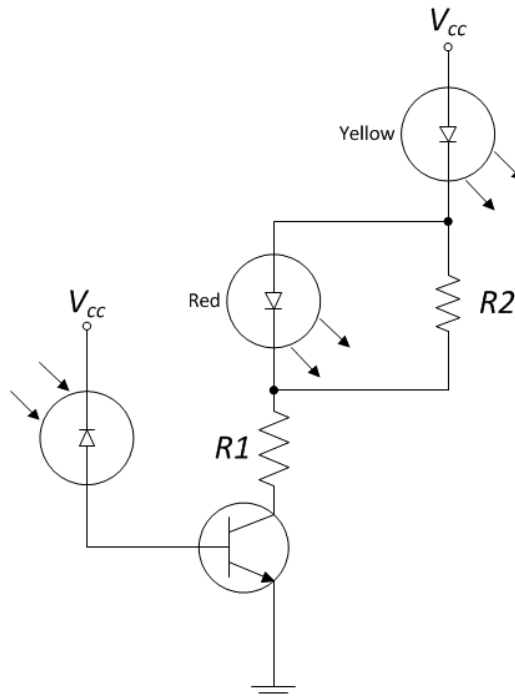 Vcc
Yellow
Red
R2
Vcc
R1